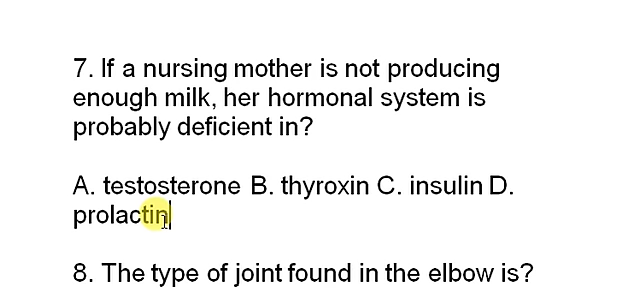 7. If a nursing mother is not producing
enough milk, her hormonal system is
probably deficient in?
A. testosterone B. thyroxin C. insulin D.
prolactin
8. The type of joint found in the elbow is?